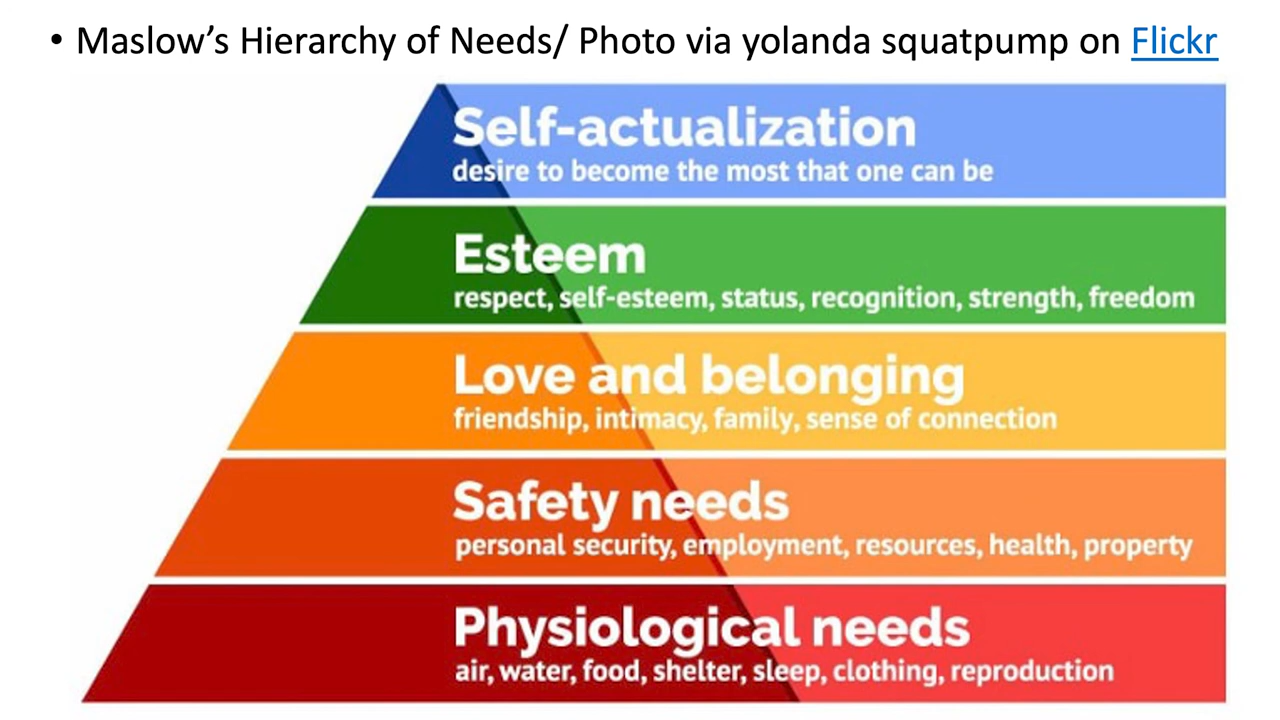 • Maslow’s Hierarchy of Needs/ Photo via yolanda squatpump on Flickr
Self-actualization
desire to become the most that one can be
Esteem
respect, self-esteem, status, recognition, strength, freedom
Love and belonging
friendship, intimacy, family, sense of connection
Safety needs
personal security, employment, resources, health, property
Physiological needs
air, water, food, shelter, sleep, clothing, reproduction